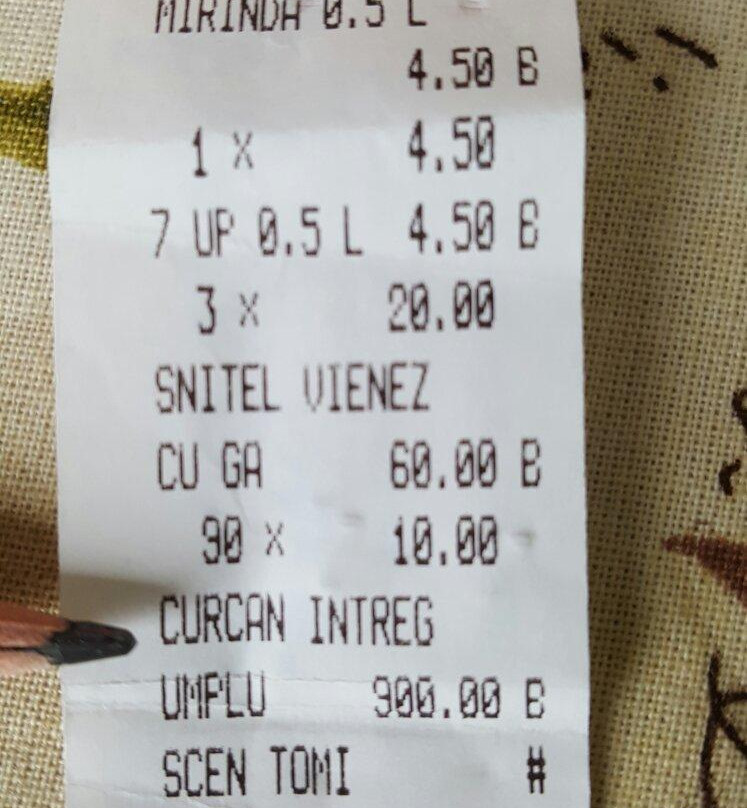 MIRINDA 0.5 L
4.50 B
1 X 4.50
7 UP 0.5 L 4.50 B
3 X 20.00
SNITEL VIENEZ
CU GA 60.00 B
90 X 10.00
CURCAN INTREG
UMPLU 900.00 B
SCEN TOMI #